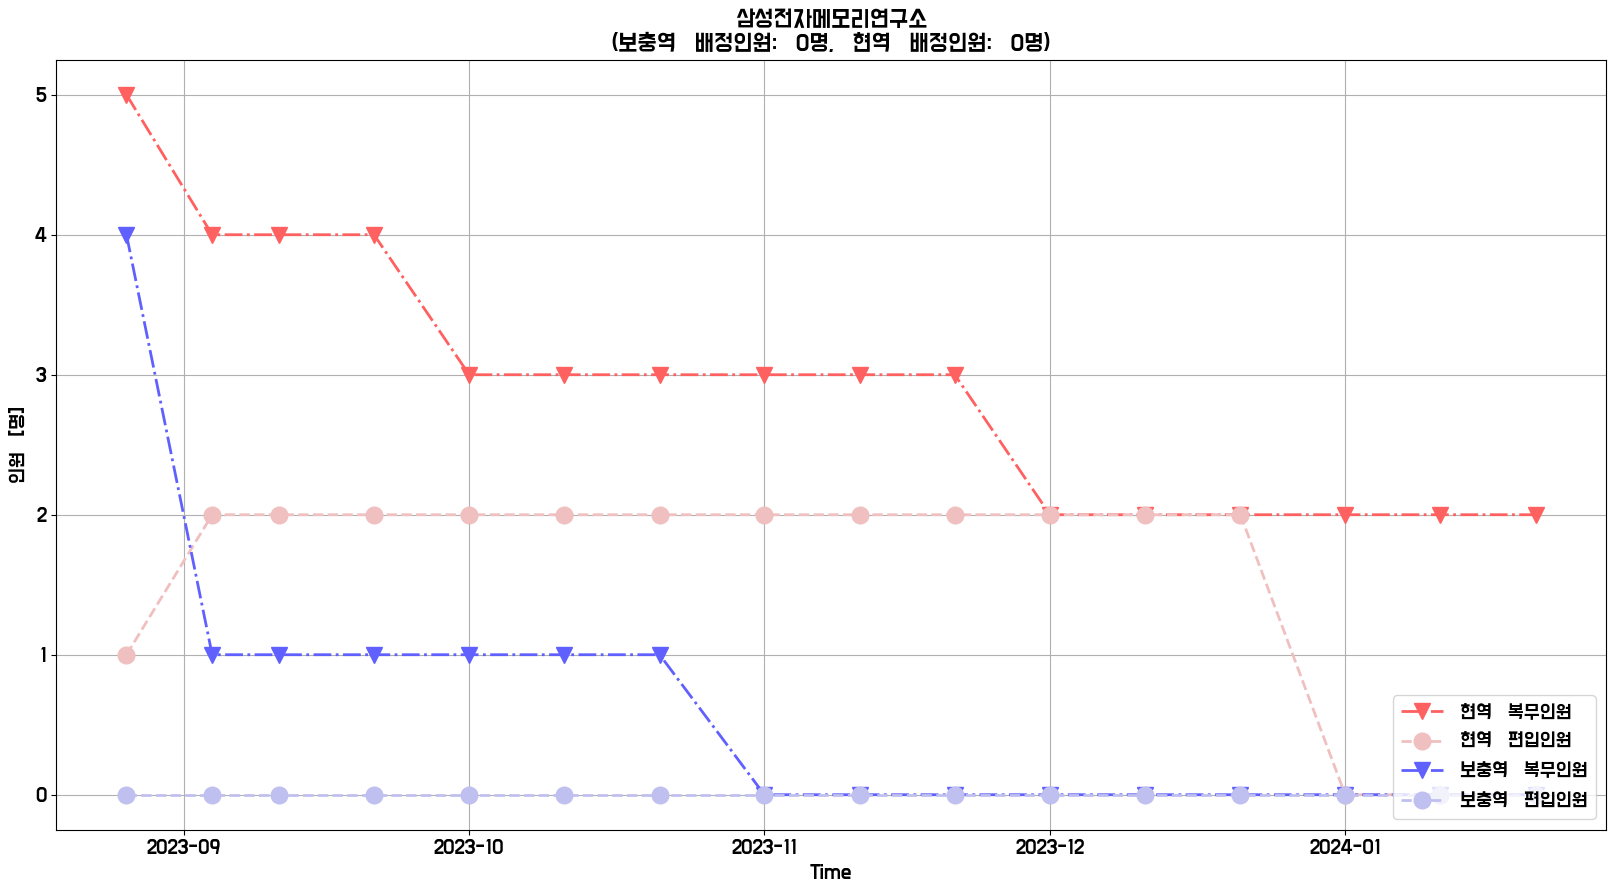 삼성전자메모리연구소
(보충역 배정인원: 0명, 현역 배정인원: 0명)
인원 [명]
5
4
3
2
1
0
현역 복무인원
현역 편입인원
보충역 복무인원
보충역 편입인원
2023-09 2023-10 2023-11 2023-12 2024-01
Time